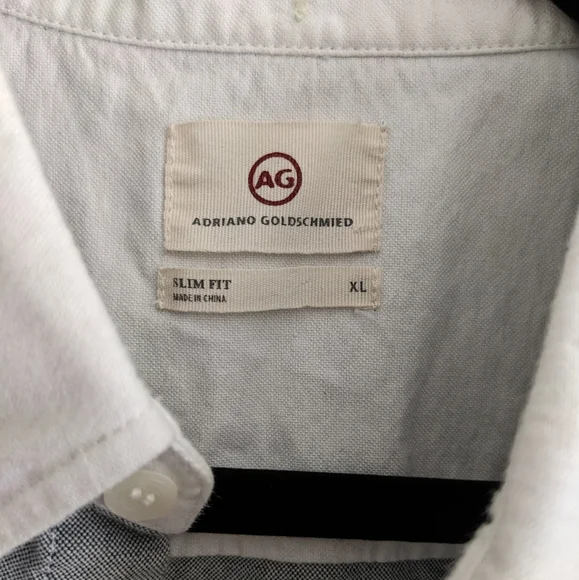 AG
ADRIANO GOLDSCHMIED
SLIM FIT XL
MADE IN CHINA